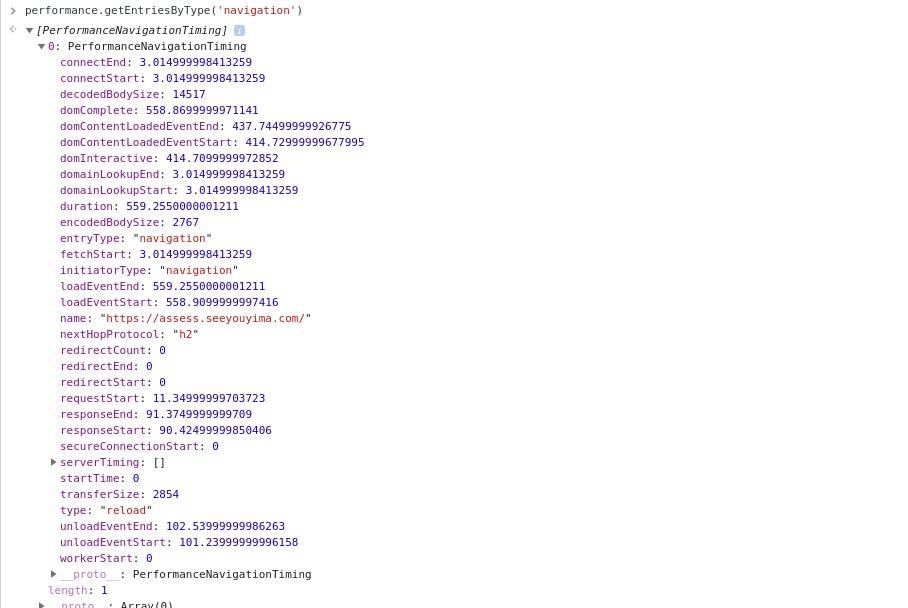 performance.getEntriesByType('navigation')
[PerformanceNavigationTiming] i
0: PerformanceNavigationTiming
connectEnd: 3.014999998413259
connectStart: 3.014999998413259
decodedBodySize: 14517
domComplete: 558.8699999971141
domContentLoadedEventEnd: 437.74499999926775
domContentLoadedEventStart: 414.72999999677995
domInteractive: 414.7099999972852
domainLookupEnd: 3.014999998413259
domainLookupStart: 3.014999998413259
duration: 559.2550000001211
encodedBodySize: 2767
entryType: "navigation"
fetchStart: 3.014999998413259
initiatorType: "navigation"
loadEventEnd: 559.2550000001211
loadEventStart: 558.9099999997416
name: "https://assess.seeyouyima.com/"
nextHopProtocol: "h2"
redirectCount: 0
redirectEnd: 0
redirectStart: 0
requestStart: 11.34999999703723
responseEnd: 91.3749999999709
responseStart: 90.42499999850406
secureConnectionStart: 0
serverTiming: []
startTime: 0
transferSize: 2854
type: "reload"
unloadEventEnd: 102.53999999986263
unloadEventStart: 101.23999999996158
workerStart: 0
__proto__: PerformanceNavigationTiming
length: 1
__proto__: Array(0)